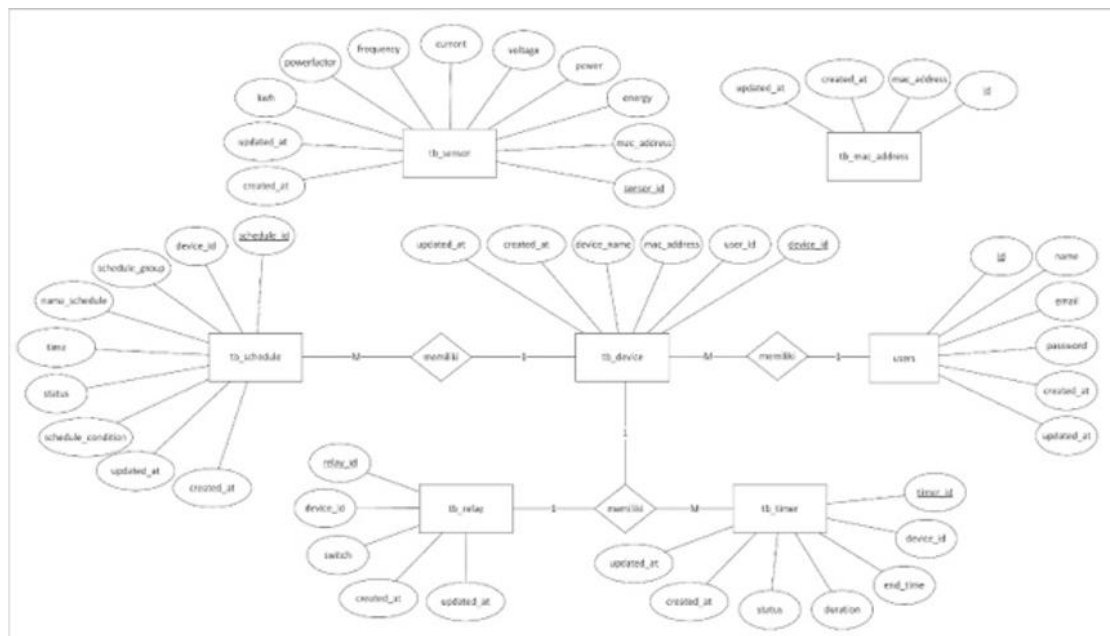 current
frequency
voltage
powerfactor
power
kwh
energy
updated_at
mac_address
created_at
sensor_id
tb_sensor
updated_at
created_at
mac_address
id
tb_mac_address
schedule_id
device_id
schedule_group
name_schedule
time
status
schedule_condition
updated_at
created_at
tb_schedule
M
memiliki
1
updated_at
created_at
device_name
mac_address
user_id
device_id
tb_device
M
memiliki
1
id
name
email
password
created_at
updated_at
users
1
memiliki
relay_id
device_id
switch
created_at
updated_at
tb_relay
1
M
tb_timer
timer_id
device_id
end_time
duration
status
created_at
updated_at